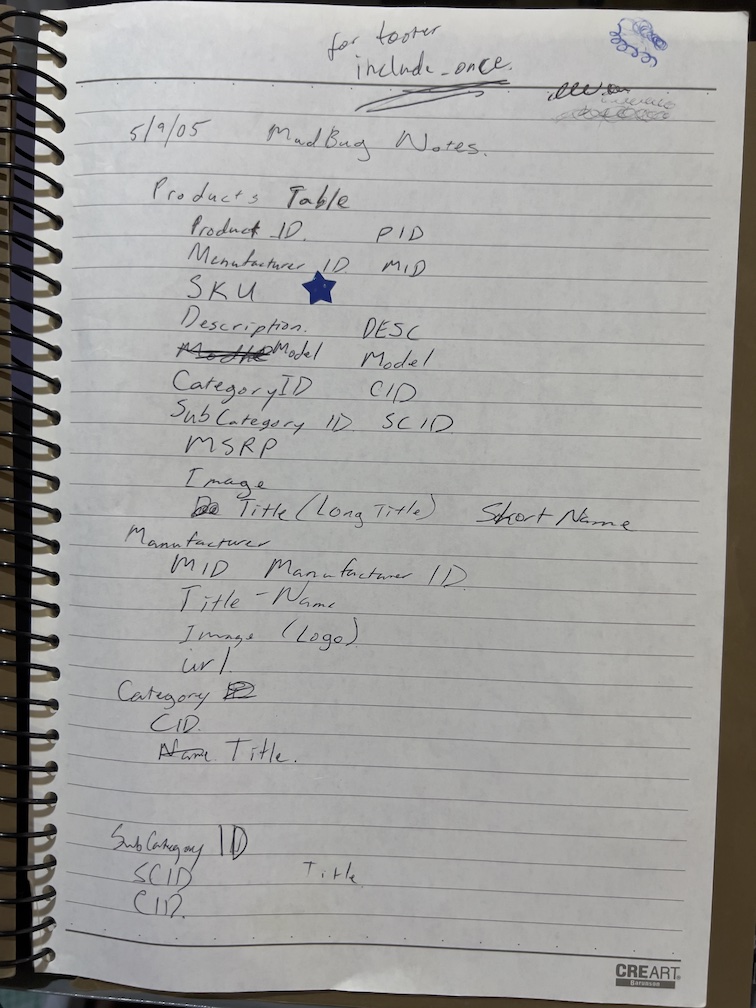 for footer
include_once.
5/9/05 MadBug Notes.
Products Table
Product ID. PID
Manufacturer ID MID
SKU
Description. DESC
Model Model
CategoryID CID
SubCategory ID SCID
MSRP
Image
Title (Long Title) Short Name
Manufacturer
MID Manufacturer ID
Title - Name
Image (Logo)
url
Category
CID
Name Title.
SubCategory ID
SCID Title
CID.
CREART